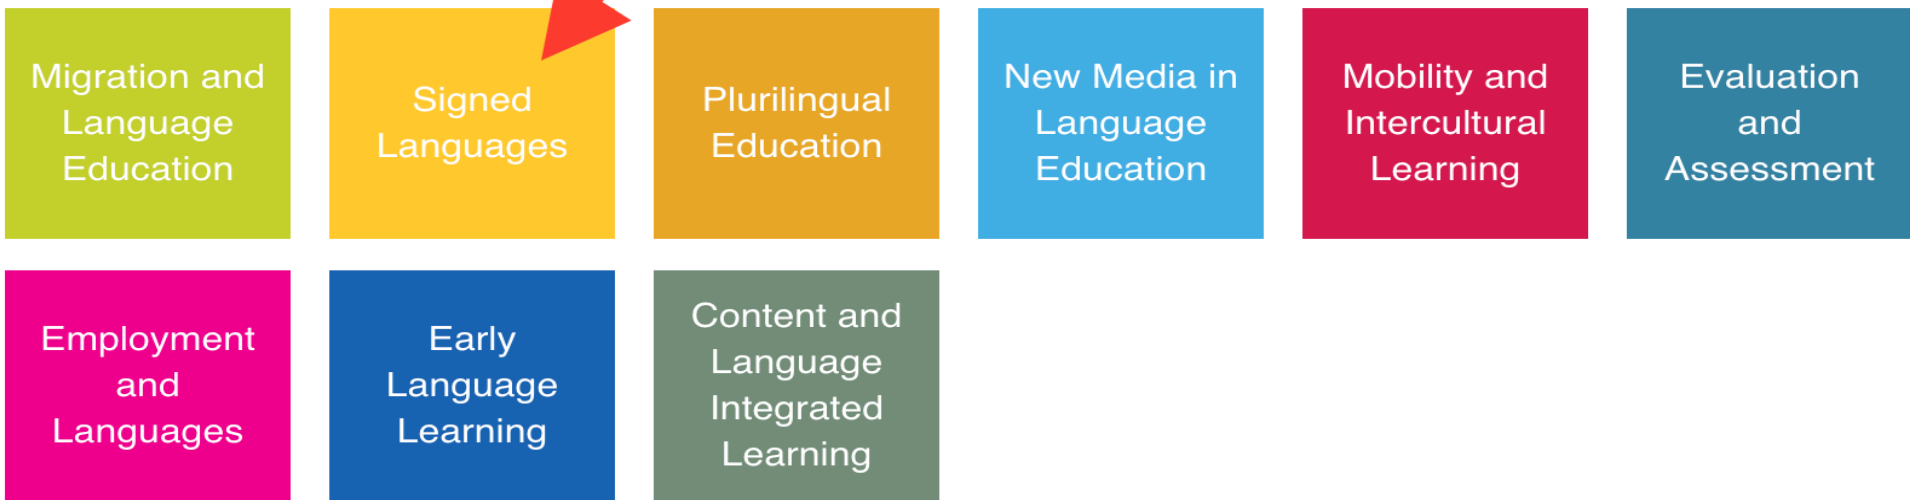 Migration and
Language
Education
Signed
Languages
Plurilingual
Education
New Media in
Language
Education
Mobility and
Intercultural
Learning
Evaluation
and
Assessment
Employment
and
Languages
Early
Language
Learning
Content and
Language
Integrated
Learning